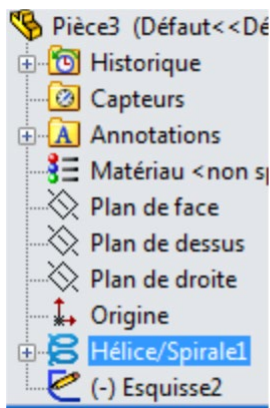 Pièce3 (Défaut<<Dé
Historique
Capteurs
Annotations
Matériau <non sp
Plan de face
Plan de dessus
Plan de droite
Origine
Hélice/Spirale1
(-) Esquisse2